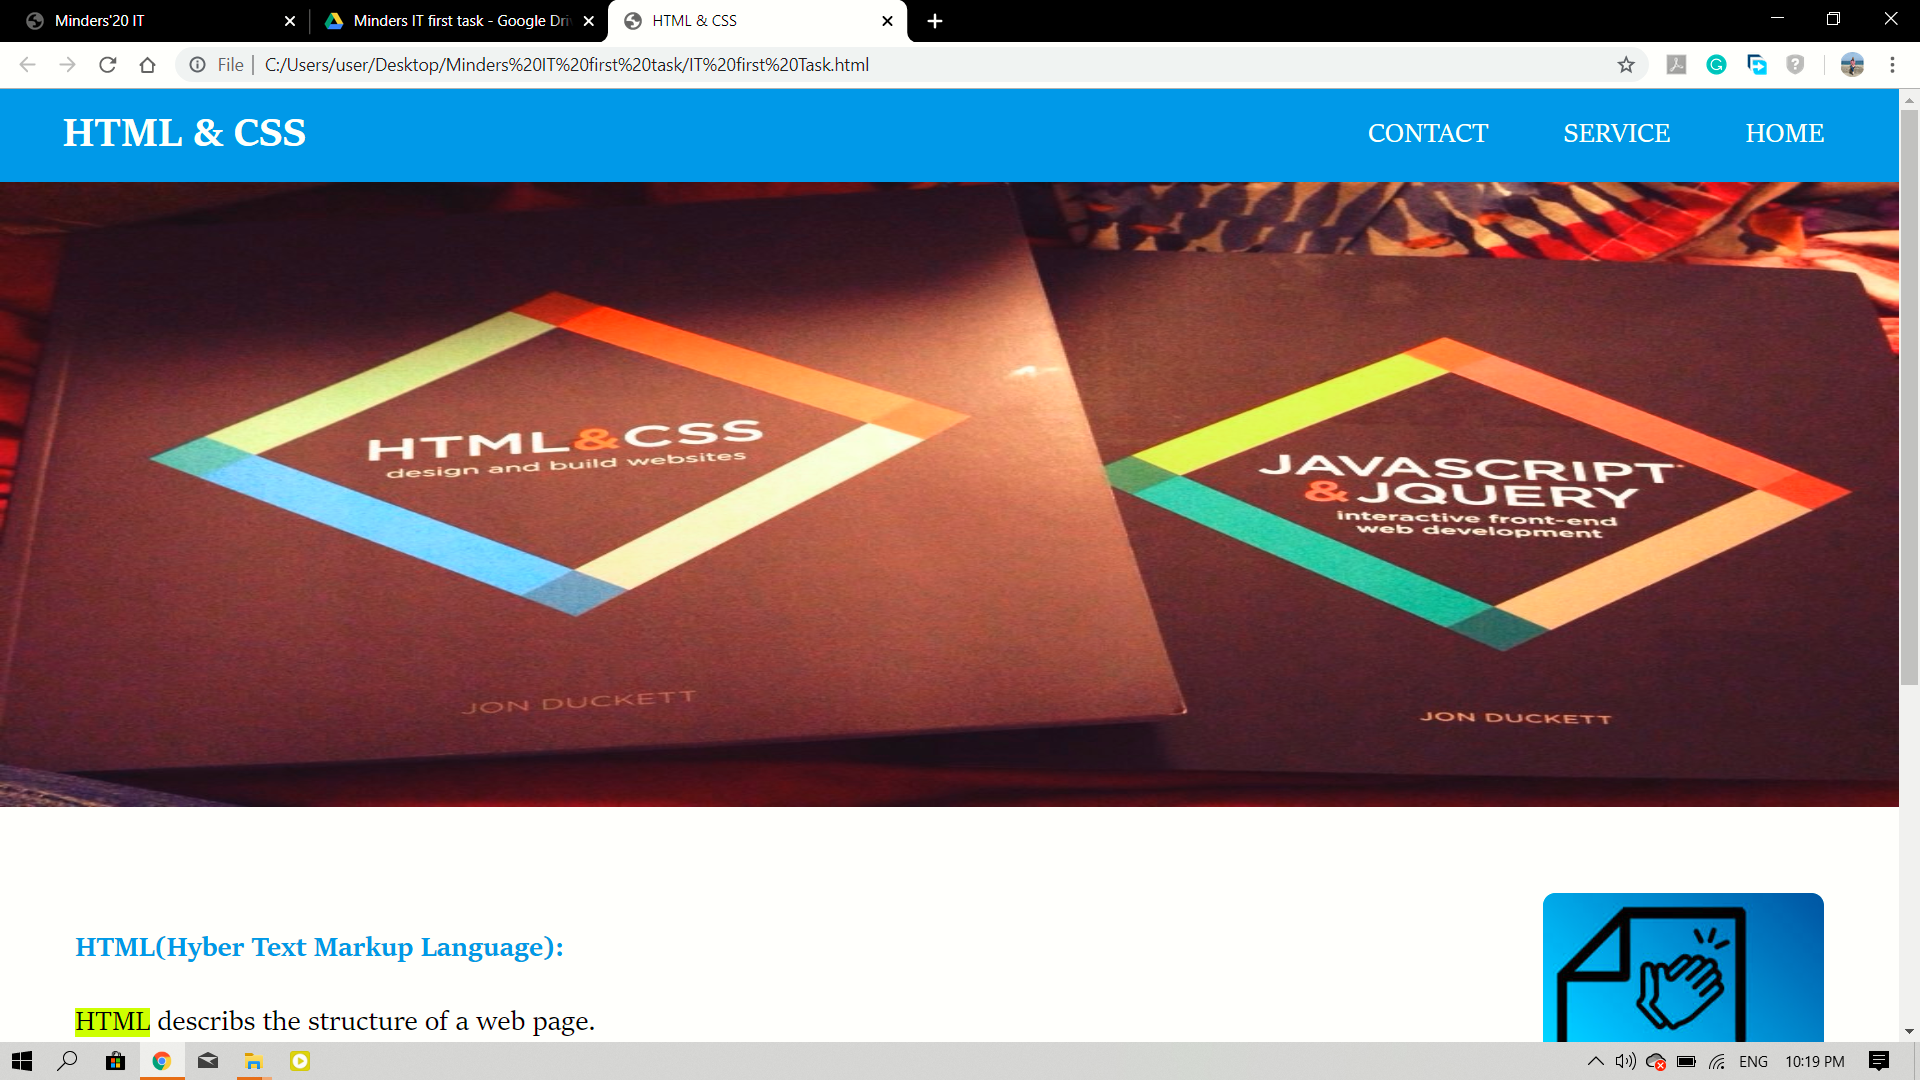 Minders'20 IT
Minders IT first task - Google Dri
HTML & CSS
File
C:/Users/user/Desktop/Minders%20IT%20first%20task/IT%20first%20Task.html
HTML & CSS
CONTACT
SERVICE
HOME
HTML&CSS
design and build websites
JON DUCKETT
JAVASCRIPT
&JQUERY
interactive front-end
web development
JON DUCKETT
HTML(Hyber Text Markup Language):
HTML describs the structure of a web page.
ENG
10:19 PM